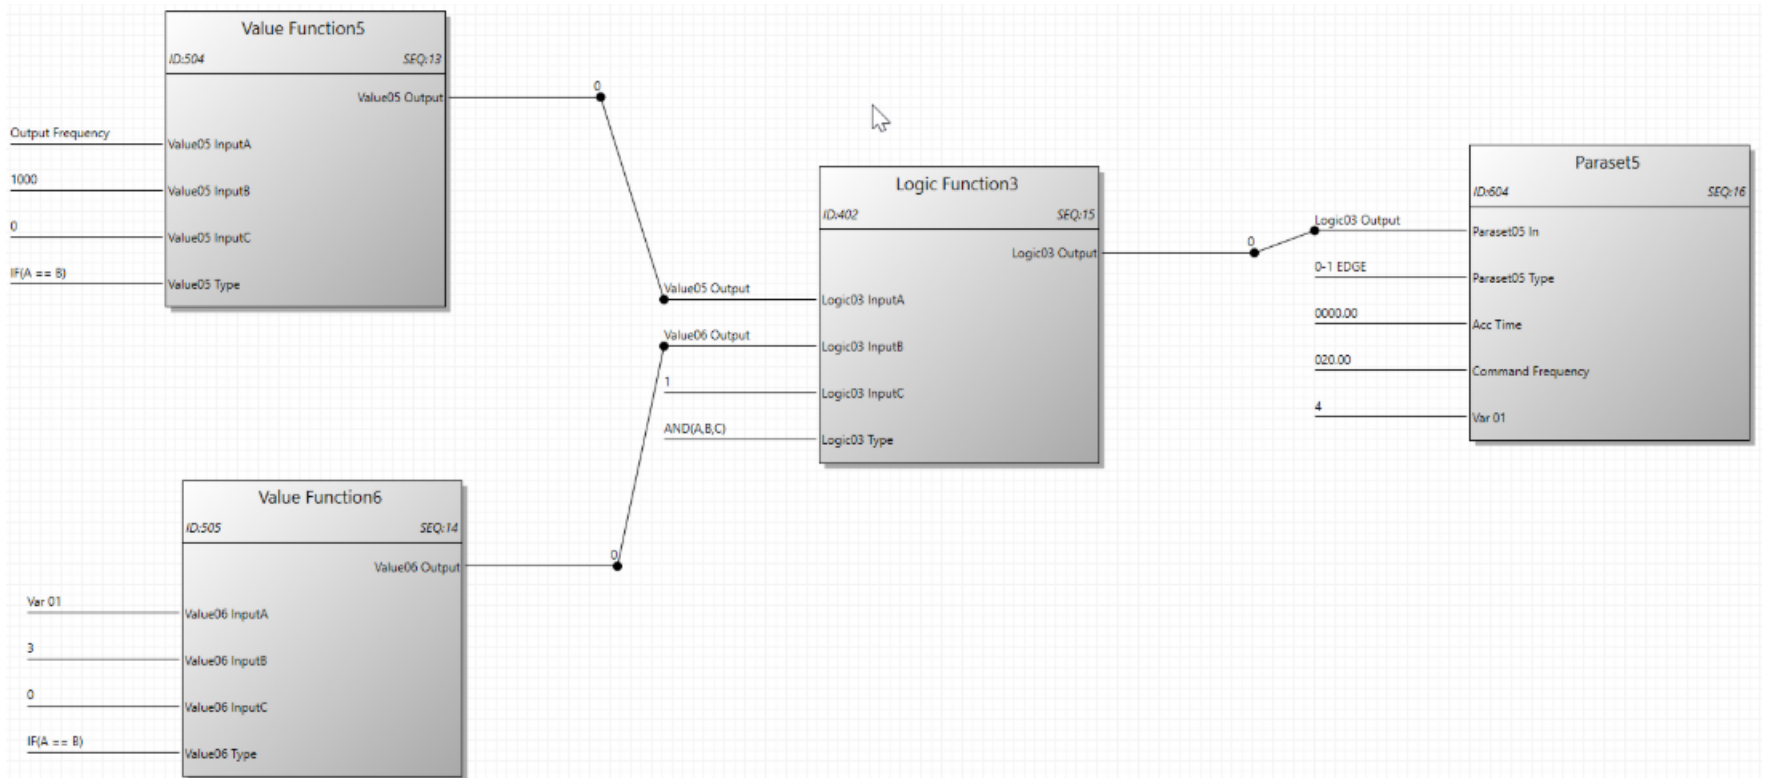 Value Function5
ID:504 SEQ:13
Value05 Output
Output Frequency
Value05 InputA
1000
Value05 InputB
0
Value05 InputC
IF(A == B)
Value05 Type
0
Value Function6
ID:505 SEQ:14
Value06 Output
Var 01
Value06 InputA
3
Value06 InputB
0
Value06 InputC
IF(A == B)
Value06 Type
0
Logic Function3
ID:402 SEQ:15
Logic03 Output
Value05 Output
Logic03 InputA
Value06 Output
Logic03 InputB
1
Logic03 InputC
AND(A,B,C)
Logic03 Type
0
Paraset5
ID:604 SEQ:16
Logic03 Output
Paraset05 In
0-1 EDGE
Paraset05 Type
0000.00
Acc Time
020.00
Command Frequency
4
Var 01